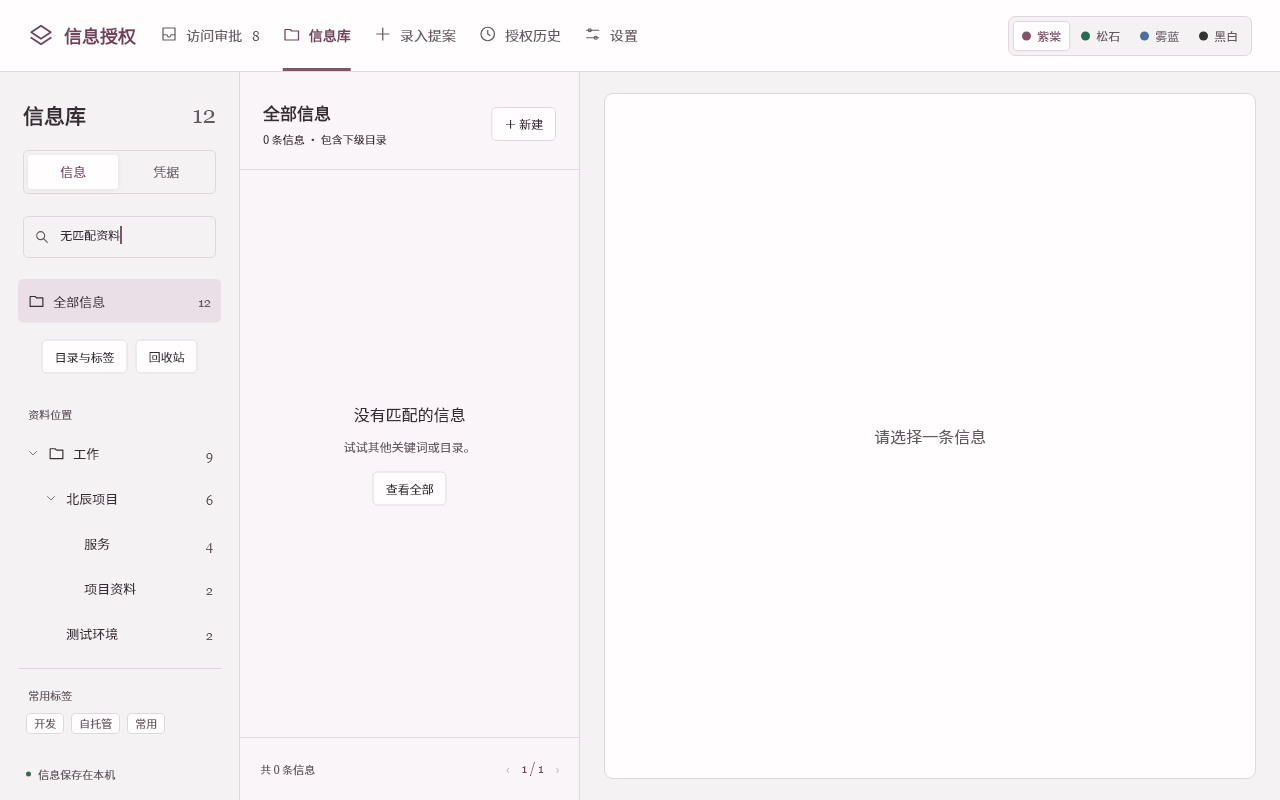 信息授权
访问审批 8
信息库
录入提案
授权历史
设置
紫棠
松石
雾蓝
黑白
信息库 12
信息
凭据
无匹配资料
全部信息 12
目录与标签
回收站
资料位置
工作 9
北辰项目 6
服务 4
项目资料 2
测试环境 2
常用标签
开发
自托管
常用
信息保存在本机
全部信息
0 条信息 · 包含下级目录
+ 新建
没有匹配的信息
试试其他关键词或目录。
查看全部
共 0 条信息
‹ 1 / 1 ›
请选择一条信息